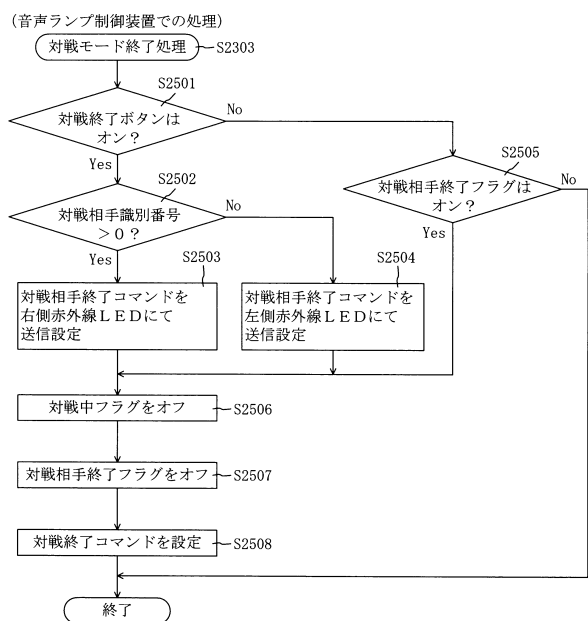 (音声ランプ制御装置での処理)
対戦モード終了処理
S2303
S2501
対戦終了ボタンは
オン?
No
Yes
S2502
対戦相手識別番号
>0?
No
Yes
S2505
対戦相手終了フラグは
オン?
No
Yes
S2503
対戦相手終了コマンドを
右側赤外線LEDにて
送信設定
S2504
対戦相手終了コマンドを
左側赤外線LEDにて
送信設定
対戦中フラグをオフ
S2506
対戦相手終了フラグをオフ
S2507
対戦終了コマンドを設定
S2508
終了